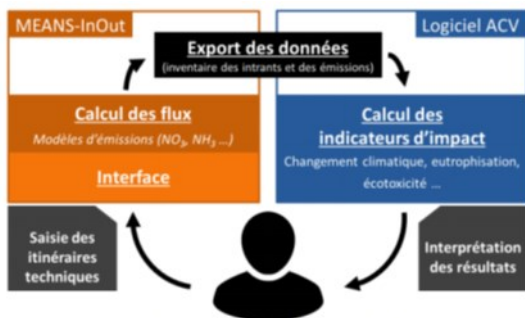 MEANS-InOut
Logiciel ACV
Export des données
(inventaire des intrants et des émissions)
Calcul des flux
Modèles d'émissions (NO3, NH3 ...)
Interface
Calcul des
indicateurs d'impact
Changement climatique, eutrophisation,
écotoxicité ...
Saisie des
itinéraires
techniques
Interprétation
des résultats